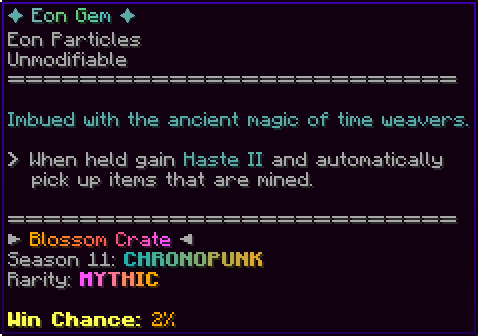 ✦ Eon Gem ✦
Eon Particles
Unmodifiable
=========================
Imbued with the ancient magic of time weavers.
> When held gain Haste II and automatically
pick up items that are mined.
=========================
► Blossom Crate ◄
Season 11: CHRONOPUNK
Rarity: MYTHIC
Win Chance: 2%